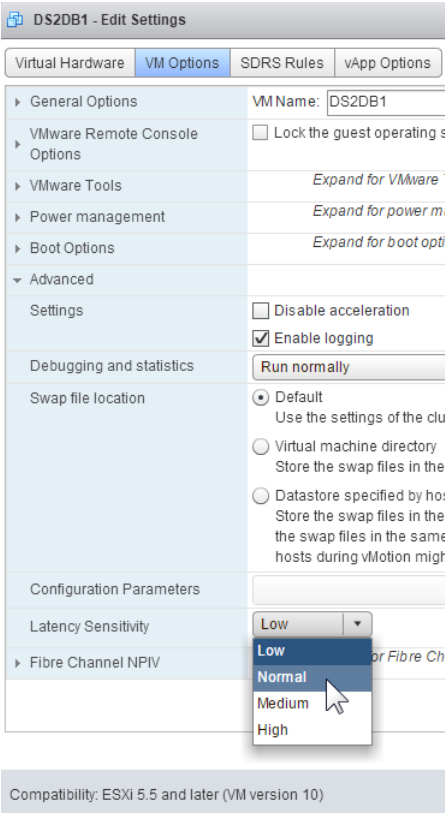 DS2DB1 - Edit Settings
Virtual Hardware VM Options SDRS Rules vApp Options
General Options VM Name: DS2DB1
VMware Remote Console Options Lock the guest operating s
VMware Tools Expand for VMware
Power management Expand for power m
Boot Options Expand for boot opti
Advanced
Settings Disable acceleration
Enable logging
Debugging and statistics Run normally
Swap file location Default
Use the settings of the clu
Virtual machine directory
Store the swap files in the
Datastore specified by hos
Store the swap files in the
the swap files in the same
hosts during vMotion migh
Configuration Parameters
Latency Sensitivity Low
Low
Fibre Channel NPIV or Fibre Ch
Normal
Medium
High
Compatibility: ESXi 5.5 and later (VM version 10)